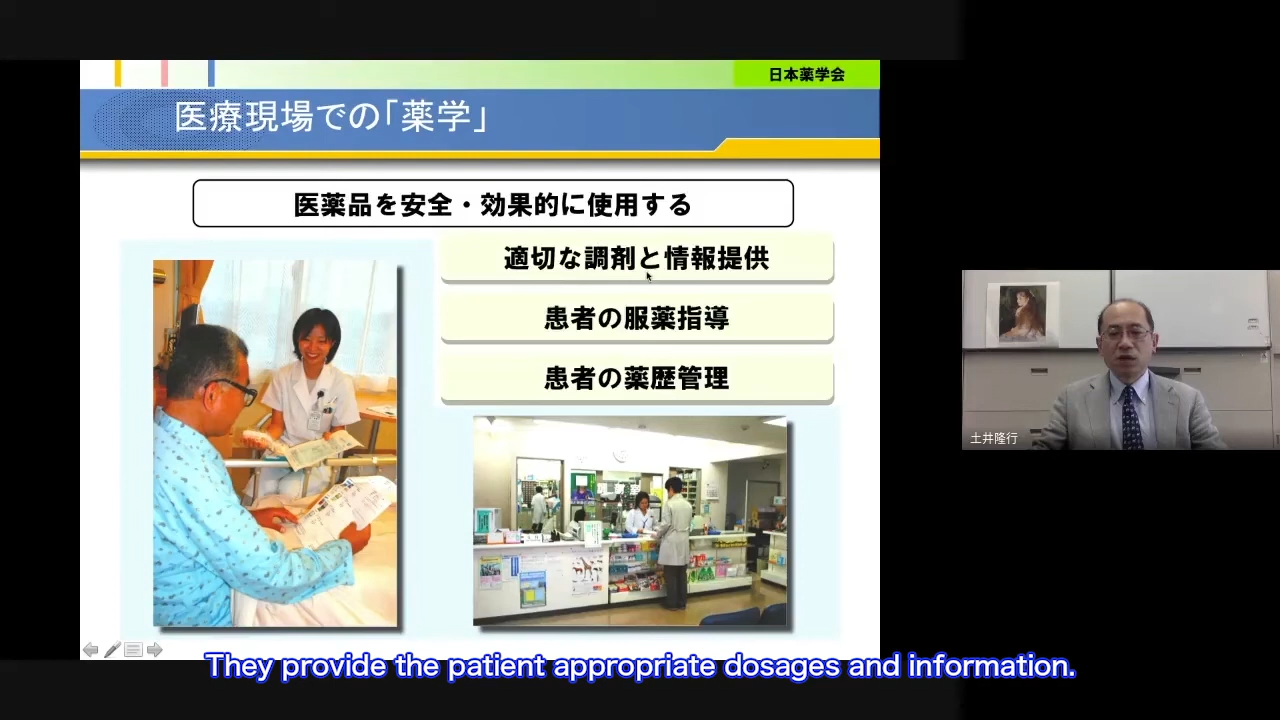 日本薬学会
医療現場での「薬学」
医薬品を安全・効果的に使用する
適切な調剤と情報提供
患者の服薬指導
患者の薬歴管理
土井隆行
They provide the patient appropriate dosages and information.